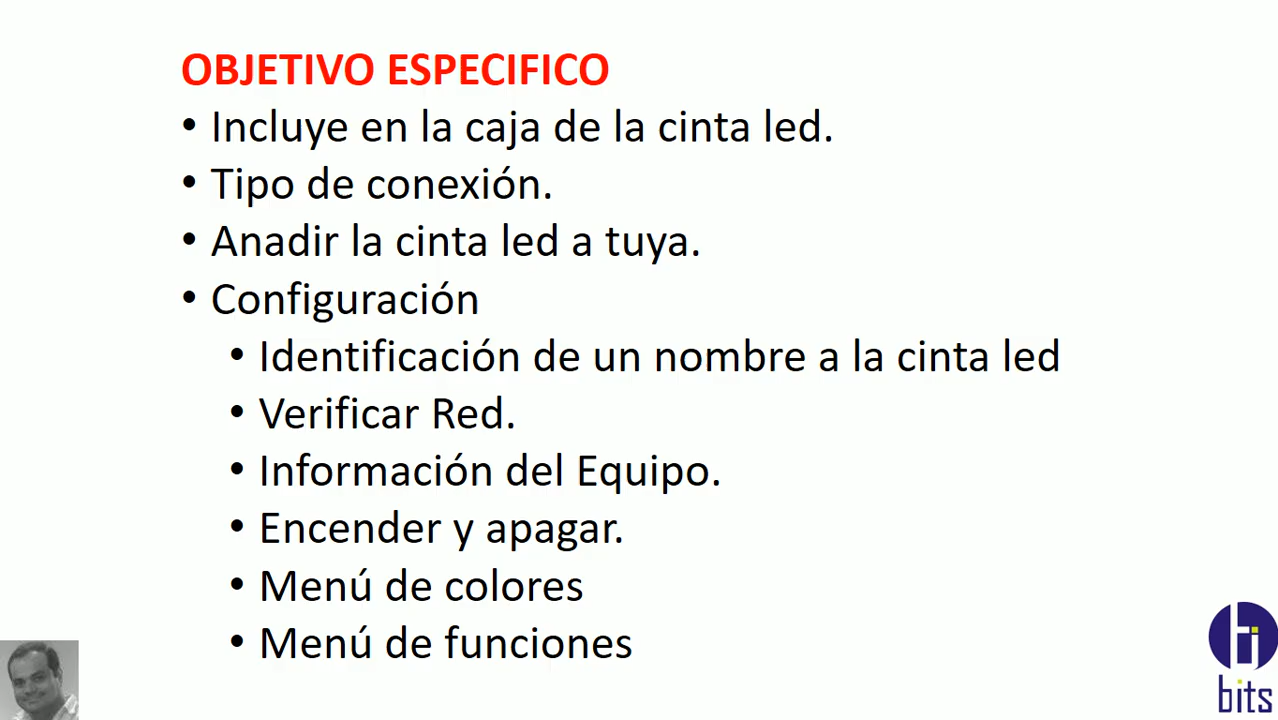 OBJETIVO ESPECIFICO
• Incluye en la caja de la cinta led.
• Tipo de conexión.
• Anadir la cinta led a tuya.
• Configuración
• Identificación de un nombre a la cinta led
• Verificar Red.
• Información del Equipo.
• Encender y apagar.
• Menú de colores
• Menú de funciones
bits